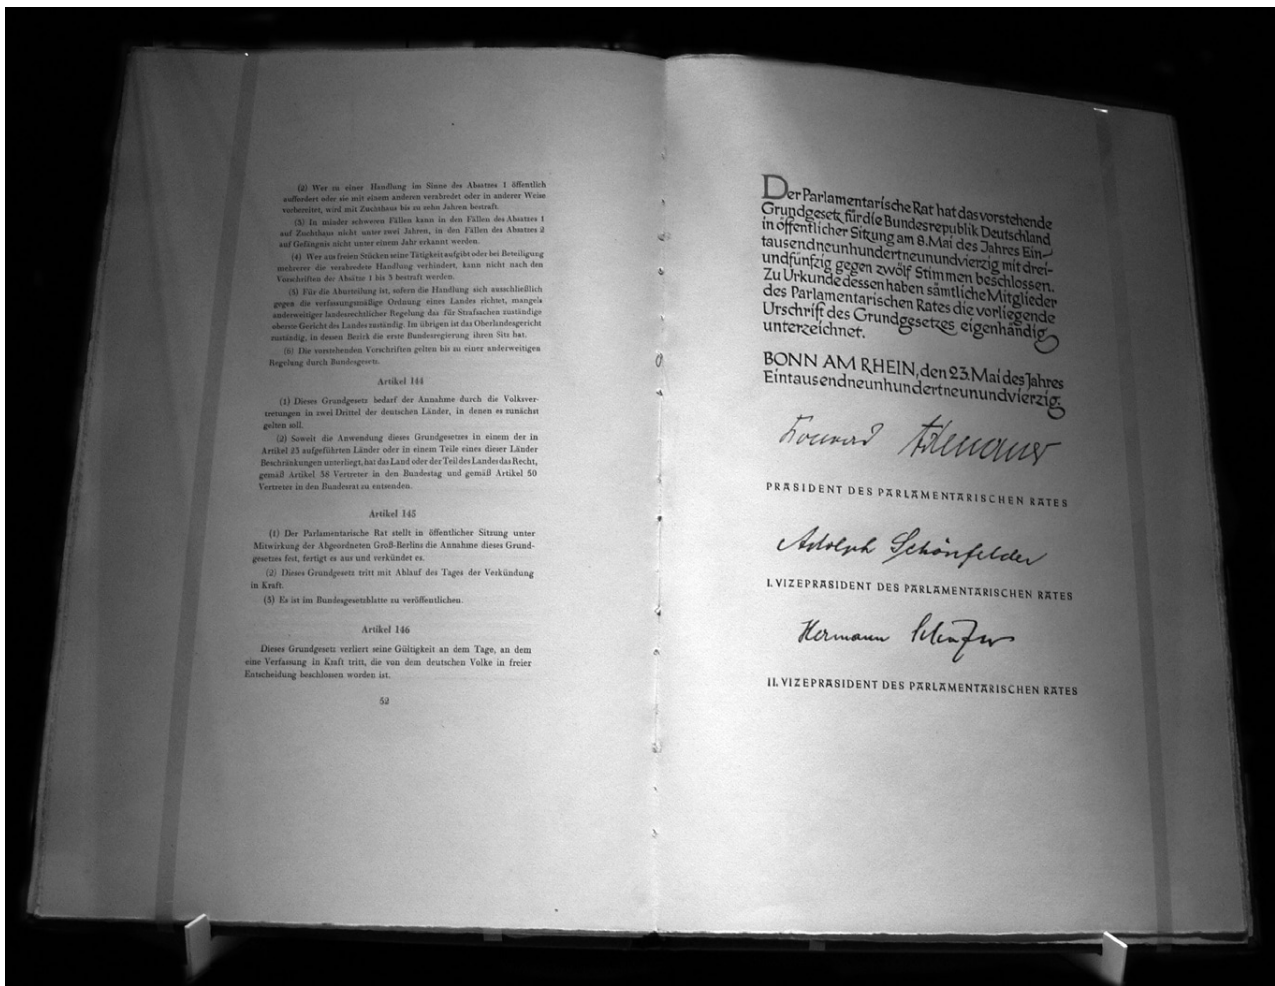 (2) Wer zu einer Handlung im Sinne des Absatzes 1 öffentlich
auffordert oder sie mit einem anderen verabredet oder in anderer Weise
vorbereitet, wird mit Zuchthaus bis zu zehn Jahren bestraft.
(3) In minder schweren Fällen kann in den Fällen des Absatzes 1
auf Zuchthaus nicht unter zwei Jahren, in den Fällen des Absatzes 2
auf Gefängnis nicht unter einem Jahr erkannt werden.
(4) Wer aus freien Stücken seine Tätigkeit aufgibt oder bei Beteiligung
mehrerer die verabredete Handlung verhindert, kann nicht nach den
Vorschriften der Absätze 1 bis 3 bestraft werden.
(5) Für die Aburteilung ist, sofern die Handlung sich ausschließlich
gegen die verfassungsmäßige Ordnung eines Landes richtet, mangels
anderweitiger landesrechtlicher Regelung das für Strafsachen zuständige
oberste Gericht des Landes zuständig. Im übrigen ist das Oberlandesgericht
zuständig, in dessen Bezirk die erste Bundesregierung ihren Sitz hat.
(6) Die vorstehenden Vorschriften gelten bis zu einer anderweitigen
Regelung durch Bundesgesetz.
Artikel 144
(1) Dieses Grundgesetz bedarf der Annahme durch die Volksver-
tretungen in zwei Drittel der deutschen Länder, in denen es zunächst
gelten soll.
(2) Soweit die Anwendung dieses Grundgesetzes in einem der in
Artikel 23 aufgeführten Länder oder in einem Teile eines dieser Länder
Beschränkungen unterliegt, hat das Land oder der Teil des Landes das Recht,
gemäß Artikel 38 Vertreter in den Bundestag und gemäß Artikel 50
Vertreter in den Bundesrat zu entsenden.
Artikel 145
(1) Der Parlamentarische Rat stellt in öffentlicher Sitzung unter
Mitwirkung der Abgeordneten Groß-Berlins die Annahme dieses Grund-
gesetzes fest, fertigt es aus und verkündet es.
(2) Dieses Grundgesetz tritt mit Ablauf des Tages der Verkündung
in Kraft.
(3) Es ist im Bundesgesetzblatte zu veröffentlichen.
Artikel 146
Dieses Grundgesetz verliert seine Gültigkeit an dem Tage, an dem
eine Verfassung in Kraft tritt, die von dem deutschen Volke in freier
Entscheidung beschlossen worden ist.
52
Der Parlamentarische Rat hat das vorstehende
Grundgesetz für die Bundesrepublik Deutschland
in öffentlicher Sitzung am 8. Mai des Jahres Ein-
tausendneunhundertneunundvierzig mit drei-
undfünfzig gegen zwölf Stimmen beschlossen.
Zu Urkunde dessen haben sämtliche Mitglieder
des Parlamentarischen Rates die vorliegende
Urschrift des Grundgesetzes eigenhändig
unterzeichnet.
BONN AM RHEIN, den 23. Mai des Jahres
Eintausendneunhundertneunundvierzig:
Konrad Adenauer
PRÄSIDENT DES PARLAMENTARISCHEN RATES
Adolph Schönfelder
I. VIZEPRÄSIDENT DES PARLAMENTARISCHEN RATES
Hermann Schäfer
II. VIZEPRÄSIDENT DES PARLAMENTARISCHEN RATES